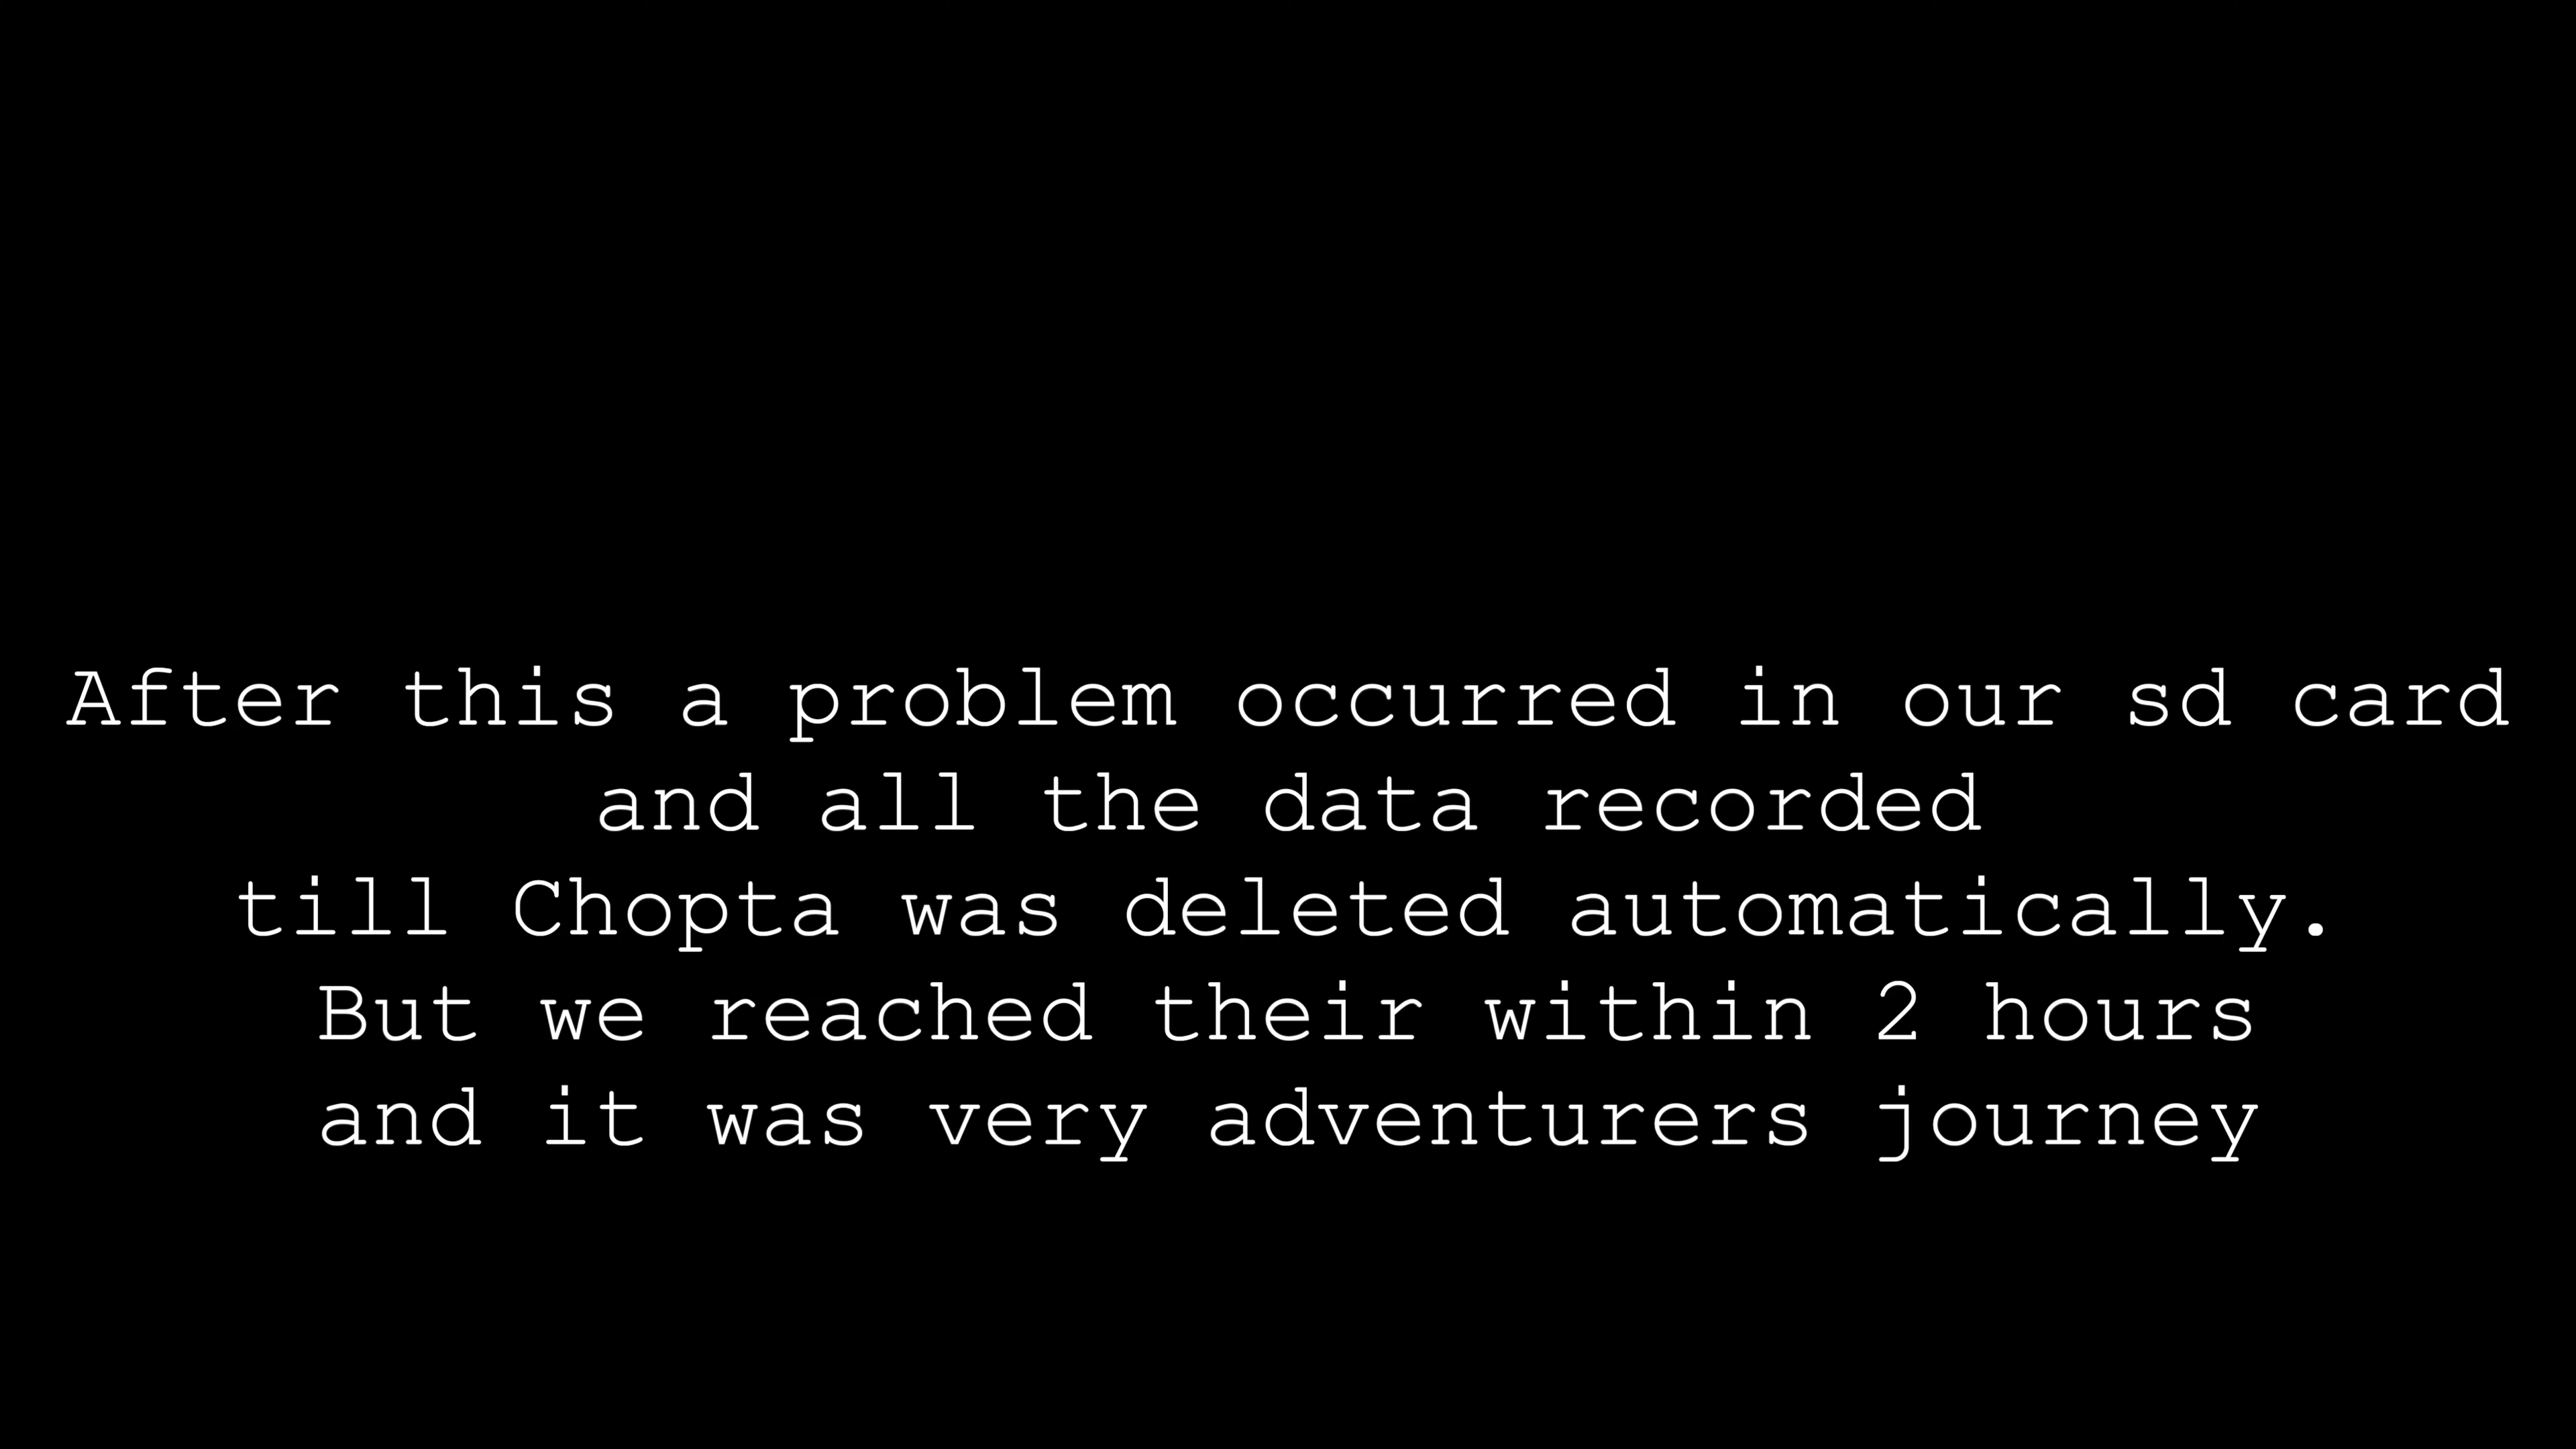 After this a problem occurred in our sd card
and all the data recorded
till Chopta was deleted automatically.
But we reached their within 2 hours
and it was very adventurers journey